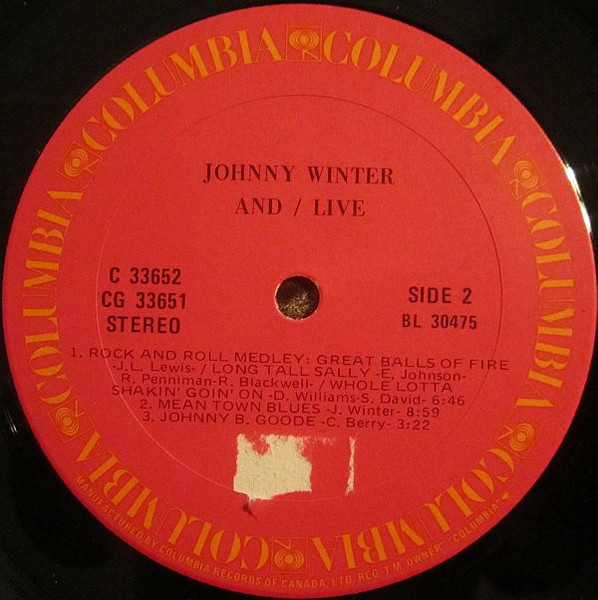 COLUMBIA COLUMBIA COLUMBIA COLUMBIA COLUMBIA COLUMBIA COLUMBIA COLUMBIA
JOHNNY WINTER
AND / LIVE
C 33652
CG 33651
STEREO
SIDE 2
BL 30475
1. ROCK AND ROLL MEDLEY: GREAT BALLS OF FIRE
-J.L. Lewis- / LONG TALL SALLY -E. Johnson-
R. Penniman-R. Blackwell- / WHOLE LOTTA
SHAKIN' GOIN' ON -D. Williams-S. David- 6:46
2. MEAN TOWN BLUES -J. Winter- 8:59
3. JOHNNY B. GOODE -C. Berry- 3:22
MANUFACTURED BY COLUMBIA RECORDS OF CANADA, LTD. REG. T.M. OWNER "COLUMBIA"